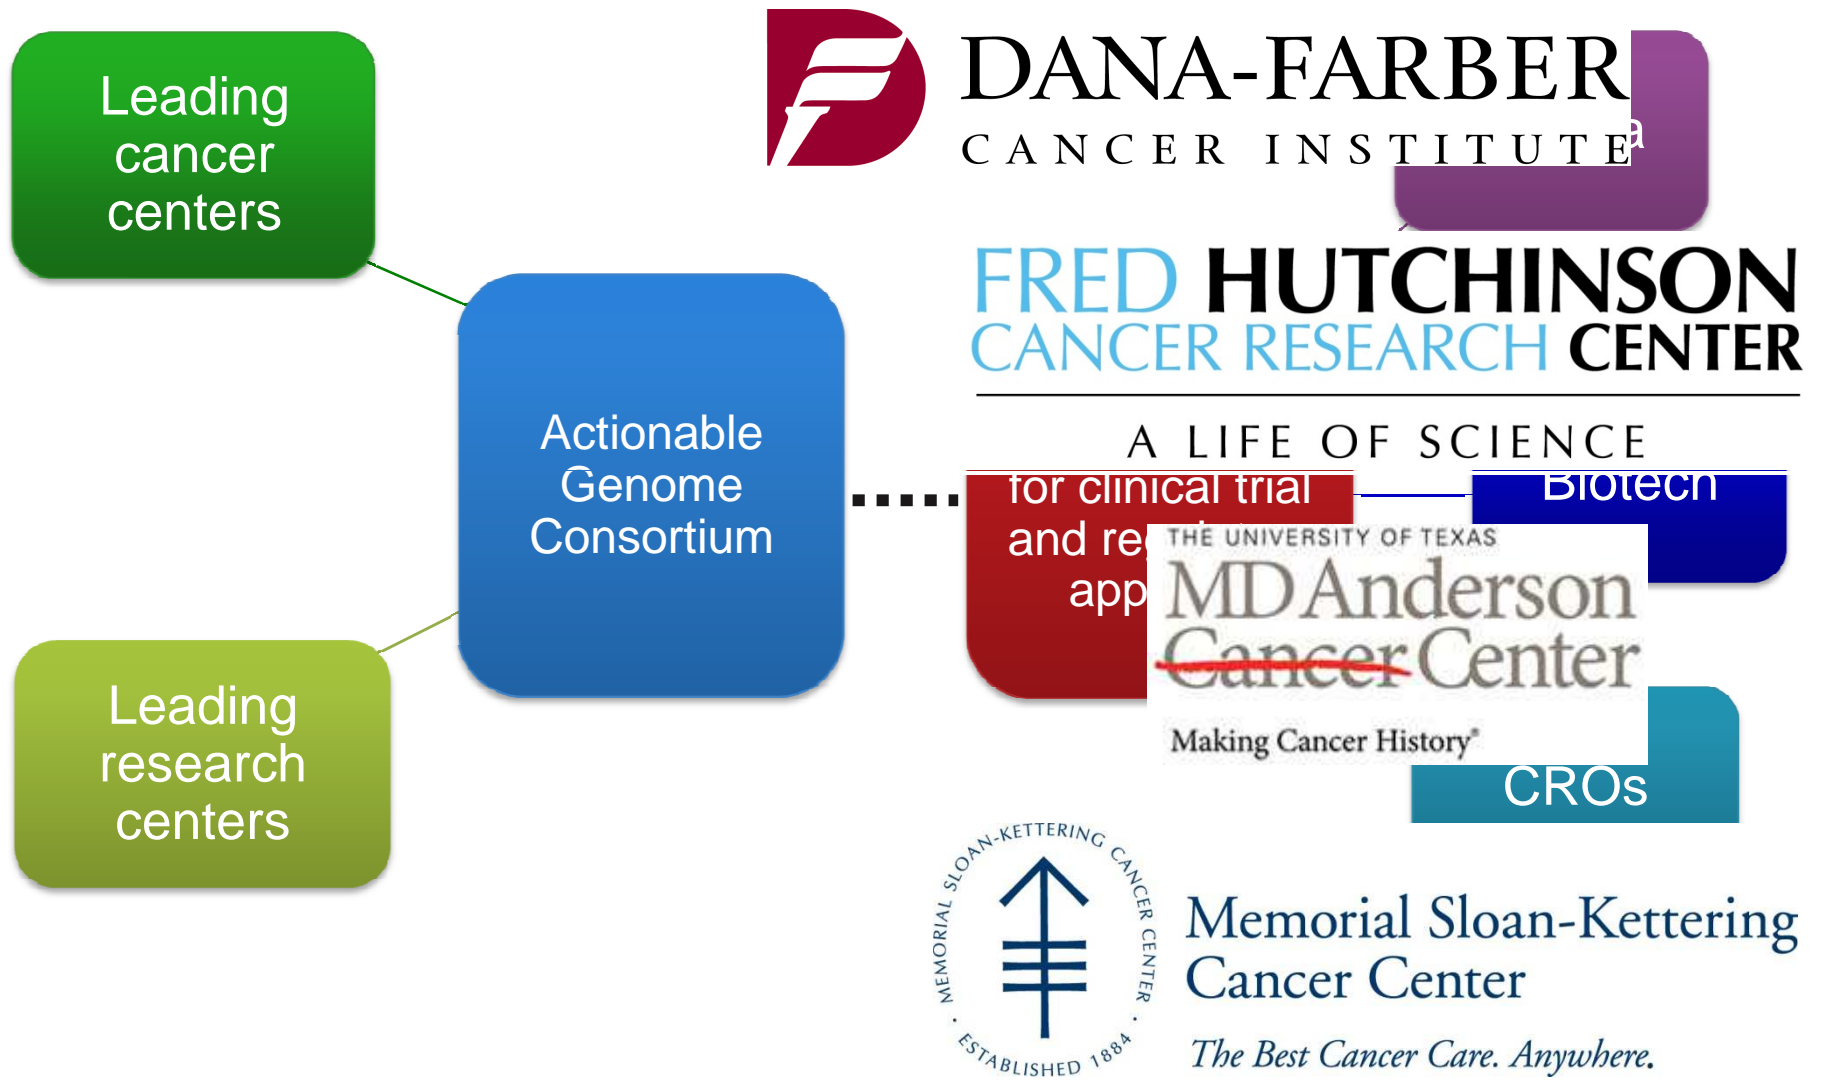 Leading
cancer
centers
Actionable
Genome
Consortium
Leading
research
centers
DANA-FARBER
CANCER INSTITUTE
a
FRED HUTCHINSON
CANCER RESEARCH CENTER
A LIFE OF SCIENCE
for clinical trial
and re
app
Biotech
THE UNIVERSITY OF TEXAS
MD Anderson
Cancer Center
Making Cancer History®
CROs
MEMORIAL SLOAN-KETTERING CANCER CENTER
· ESTABLISHED 1884 ·
Memorial Sloan-Kettering
Cancer Center
The Best Cancer Care. Anywhere.